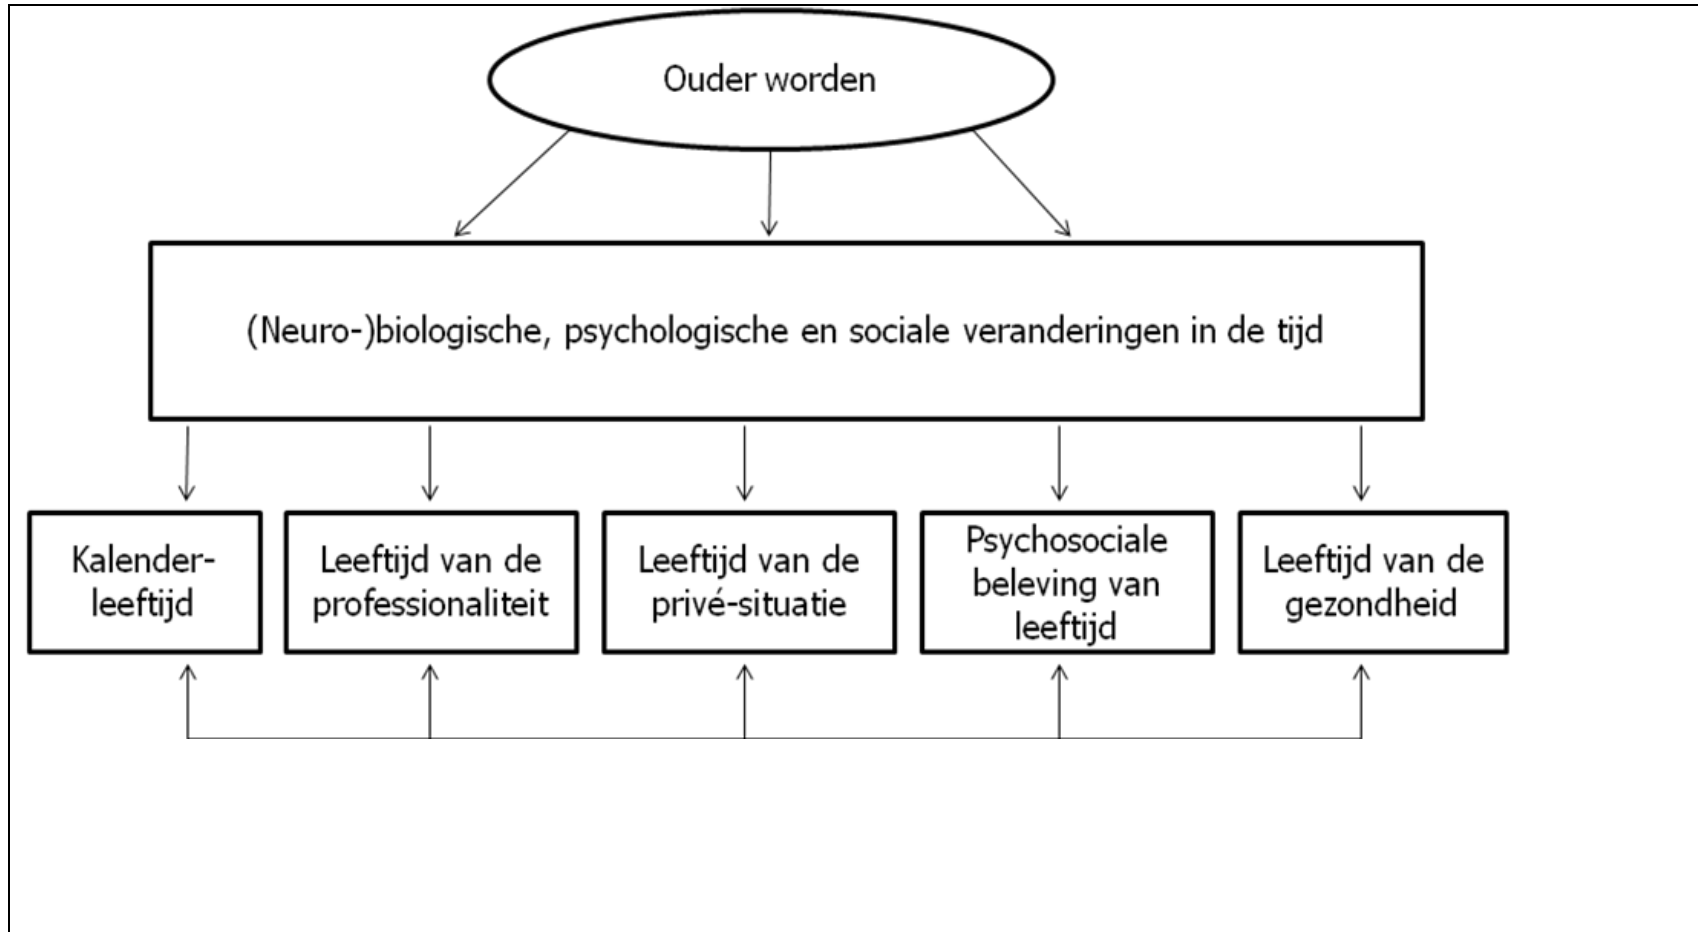 Ouder worden
(Neuro-)biologische, psychologische en sociale veranderingen in de tijd
Kalender-
leeftijd
Leeftijd van de
professionaliteit
Leeftijd van de
privé-situatie
Psychosociale
beleving van
leeftijd
Leeftijd van de
gezondheid